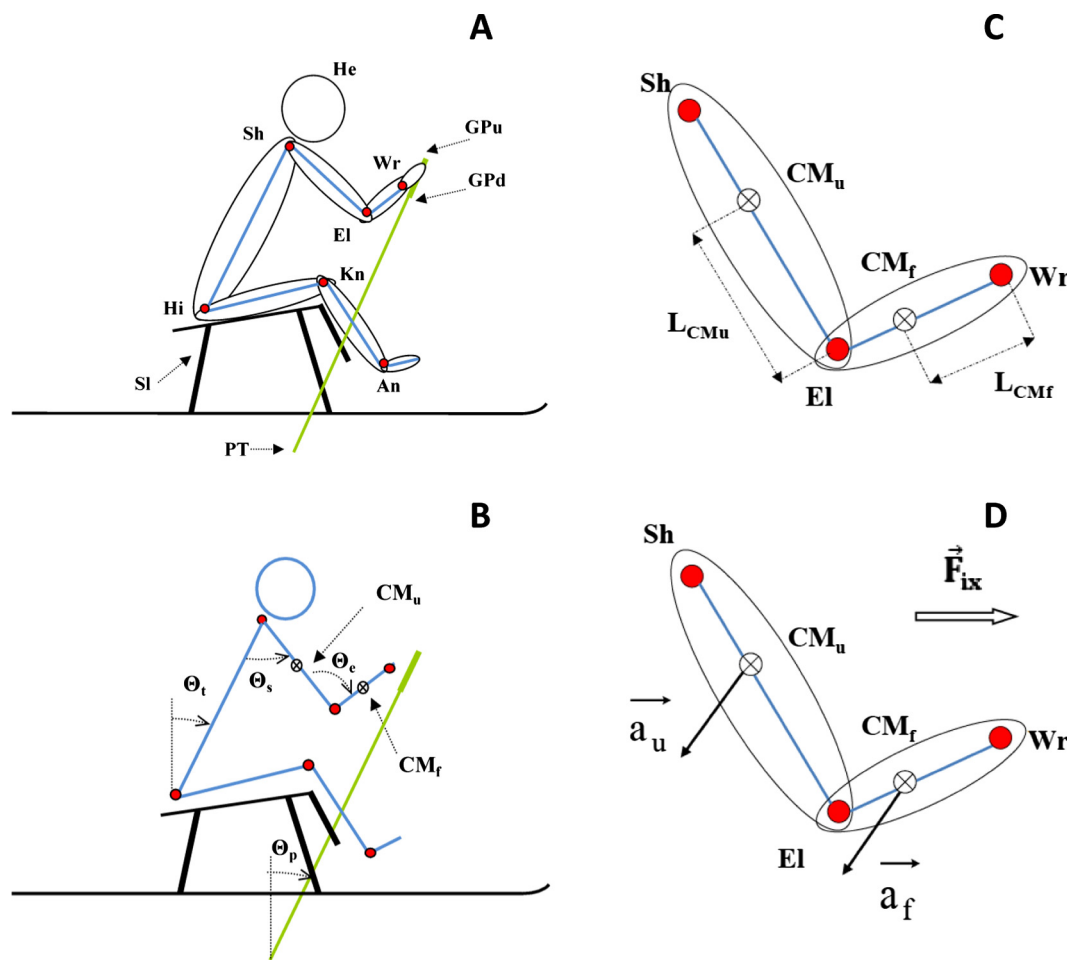 A
He
Sh
GPu
Wr
GPd
El
Kn
Hi
Sl
An
PT
B
CMu
Θe
Θt
Θs
CMf
Θp
C
Sh
CMu
CMf
Wr
LCMu
El
LCMf
D
Sh
Fix
CMu
au
CMf
Wr
El
af